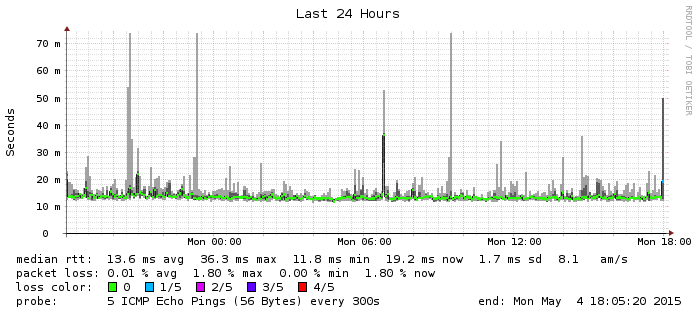 Last 24 Hours
RRDTOOL / TOBI OETIKER
Seconds
70 m
60 m
50 m
40 m
30 m
20 m
10 m
0
Mon 00:00 Mon 06:00 Mon 12:00 Mon 18:00
median rtt: 13.6 ms avg 36.3 ms max 11.8 ms min 19.2 ms now 1.7 ms sd 8.1 am/s
packet loss: 0.01 % avg 1.80 % max 0.00 % min 1.80 % now
loss color: 0 1/5 2/5 3/5 4/5
probe: 5 ICMP Echo Pings (56 Bytes) every 300s end: Mon May 4 18:05:20 2015